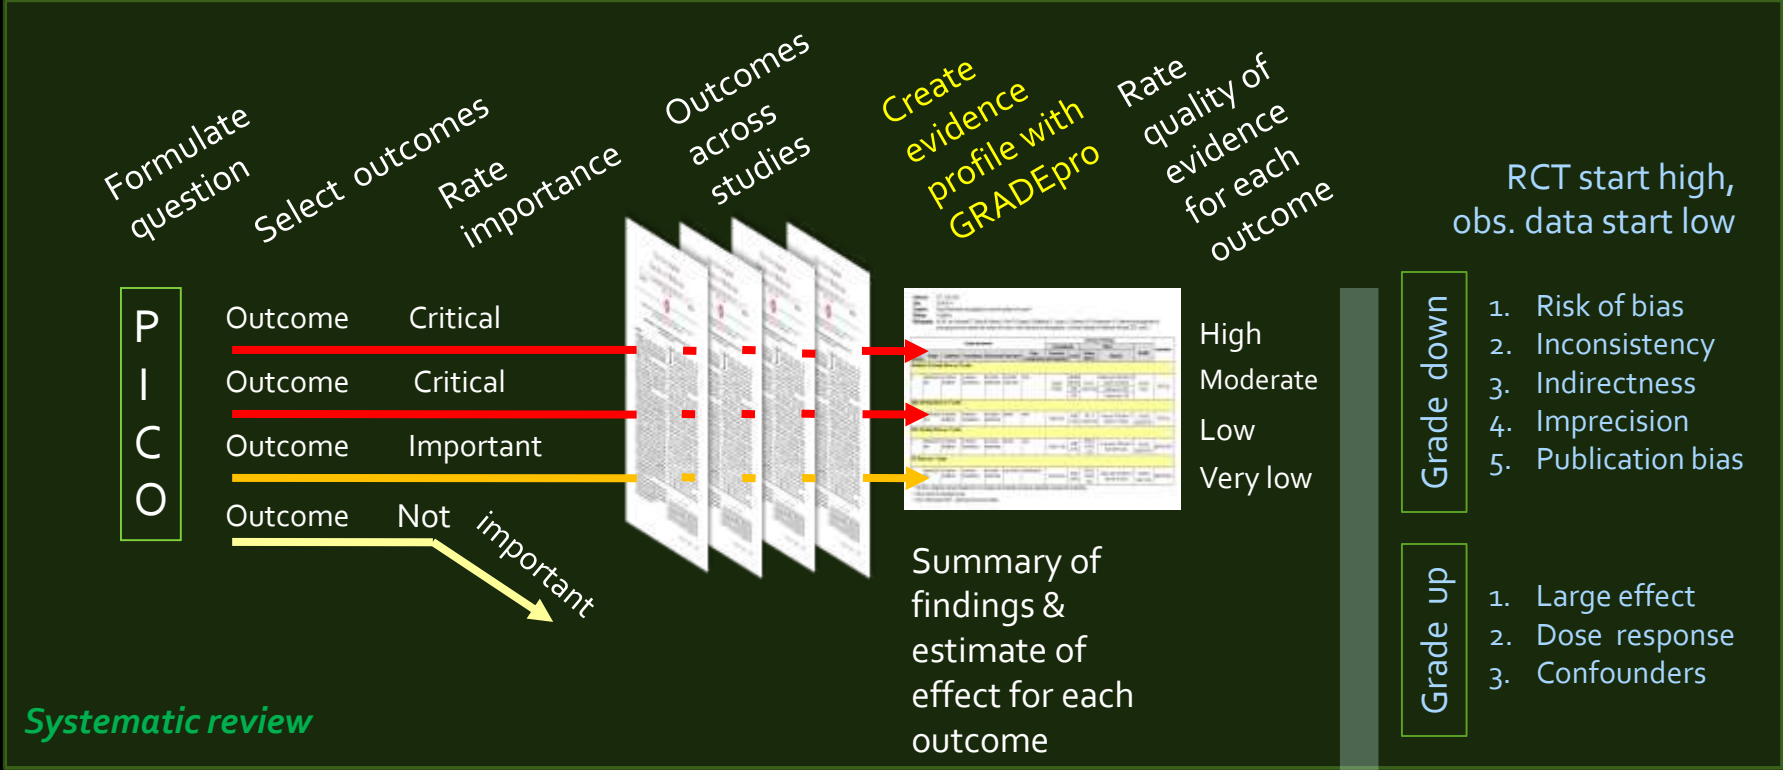 Formulate
question
Select outcomes
Rate
importance
Outcomes
across
studies
Create
evidence
profile with
GRADEpro
Rate
quality of
evidence
for each
outcome
RCT start high,
obs. data start low
P
I
C
O
Outcome Critical
Outcome Critical
Outcome Important
Outcome Not important
High
Moderate
Low
Very low
Summary of
findings &
estimate of
effect for each
outcome
Grade down
1. Risk of bias
2. Inconsistency
3. Indirectness
4. Imprecision
5. Publication bias
Grade up
1. Large effect
2. Dose response
3. Confounders
Systematic review